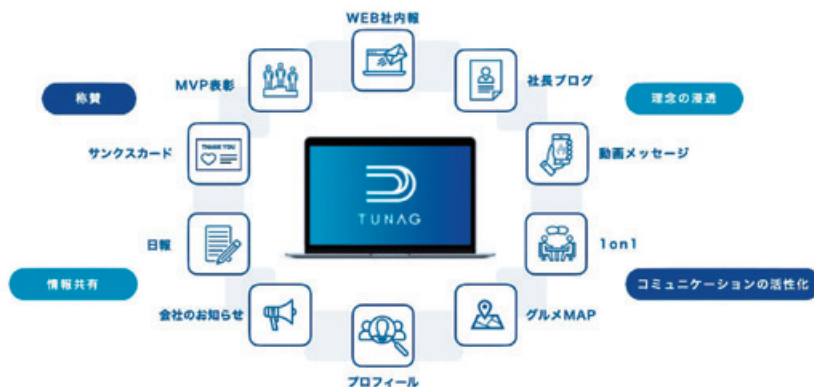 WEB社内報
MVP表彰
社長ブログ
称賛
理念の浸透
サンクスカード
THANK YOU
動画メッセージ
TUNAG
日報
1on1
情報共有
コミュニケーションの活性化
会社のお知らせ
グルメMAP
プロフィール